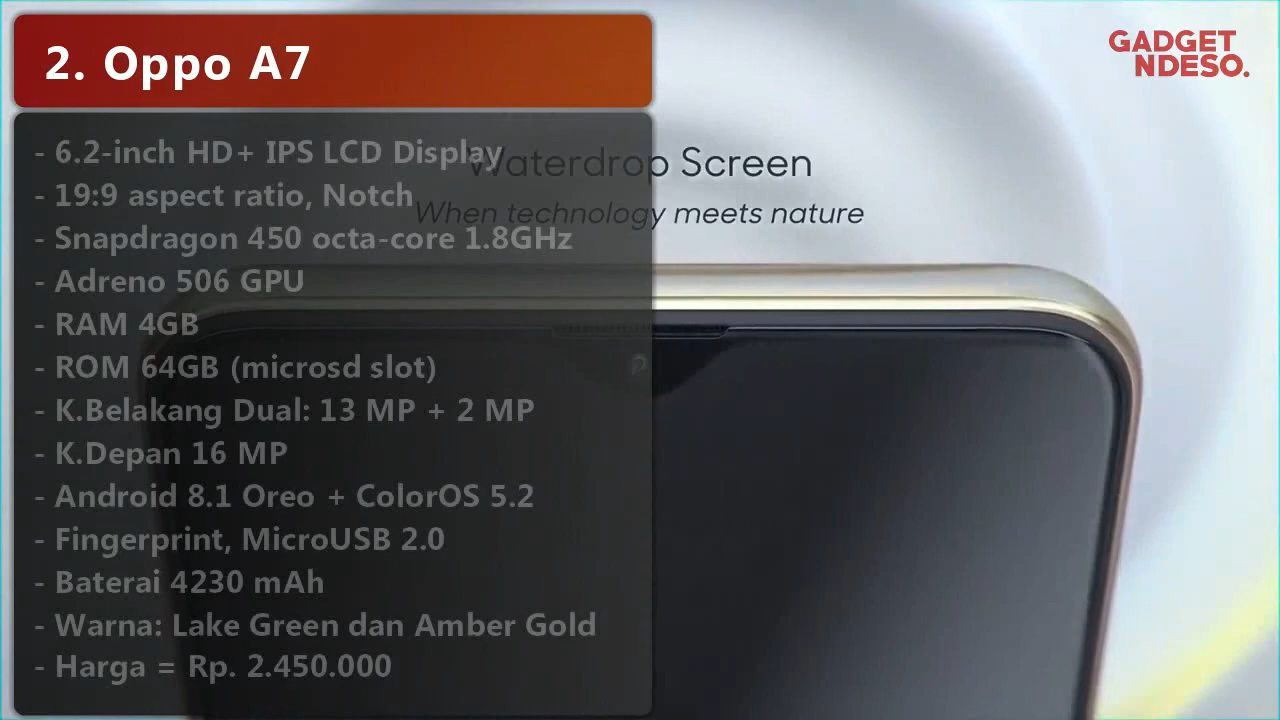 2. Oppo A7
GADGET
NDESO.
- 6.2-inch HD+ IPS LCD Display
- 19:9 aspect ratio, Notch
- Snapdragon 450 octa-core 1.8GHz
- Adreno 506 GPU
- RAM 4GB
- ROM 64GB (microsd slot)
- K.Belakang Dual: 13 MP + 2 MP
- K.Depan 16 MP
- Android 8.1 Oreo + ColorOS 5.2
- Fingerprint, MicroUSB 2.0
- Baterai 4230 mAh
- Warna: Lake Green dan Amber Gold
- Harga = Rp. 2.450.000
Waterdrop Screen
When technology meets nature